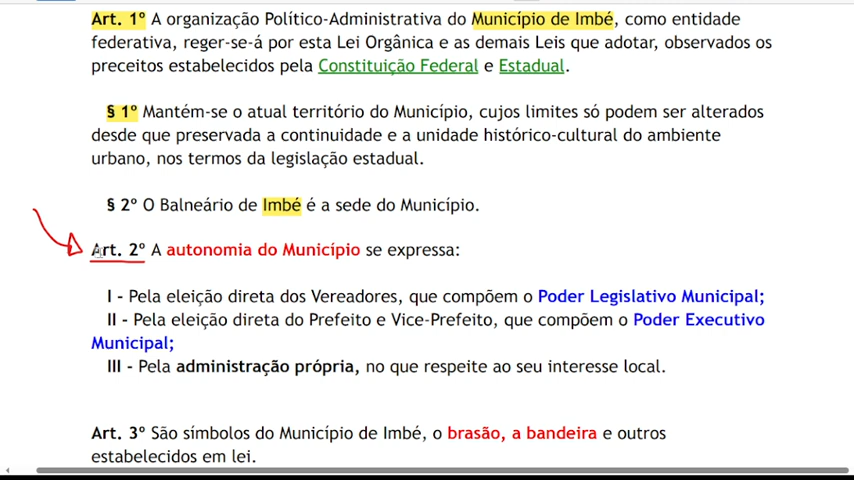 Art. 1º A organização Político-Administrativa do Município de Imbé, como entidade
federativa, reger-se-á por esta Lei Orgânica e as demais Leis que adotar, observados os
preceitos estabelecidos pela Constituição Federal e Estadual.
§ 1º Mantém-se o atual território do Município, cujos limites só podem ser alterados
desde que preservada a continuidade e a unidade histórico-cultural do ambiente
urbano, nos termos da legislação estadual.
§ 2º O Balneário de Imbé é a sede do Município.
Art. 2º A autonomia do Município se expressa:
I - Pela eleição direta dos Vereadores, que compõem o Poder Legislativo Municipal;
II - Pela eleição direta do Prefeito e Vice-Prefeito, que compõem o Poder Executivo
Municipal;
III - Pela administração própria, no que respeite ao seu interesse local.
Art. 3º São símbolos do Município de Imbé, o brasão, a bandeira e outros
estabelecidos em lei.